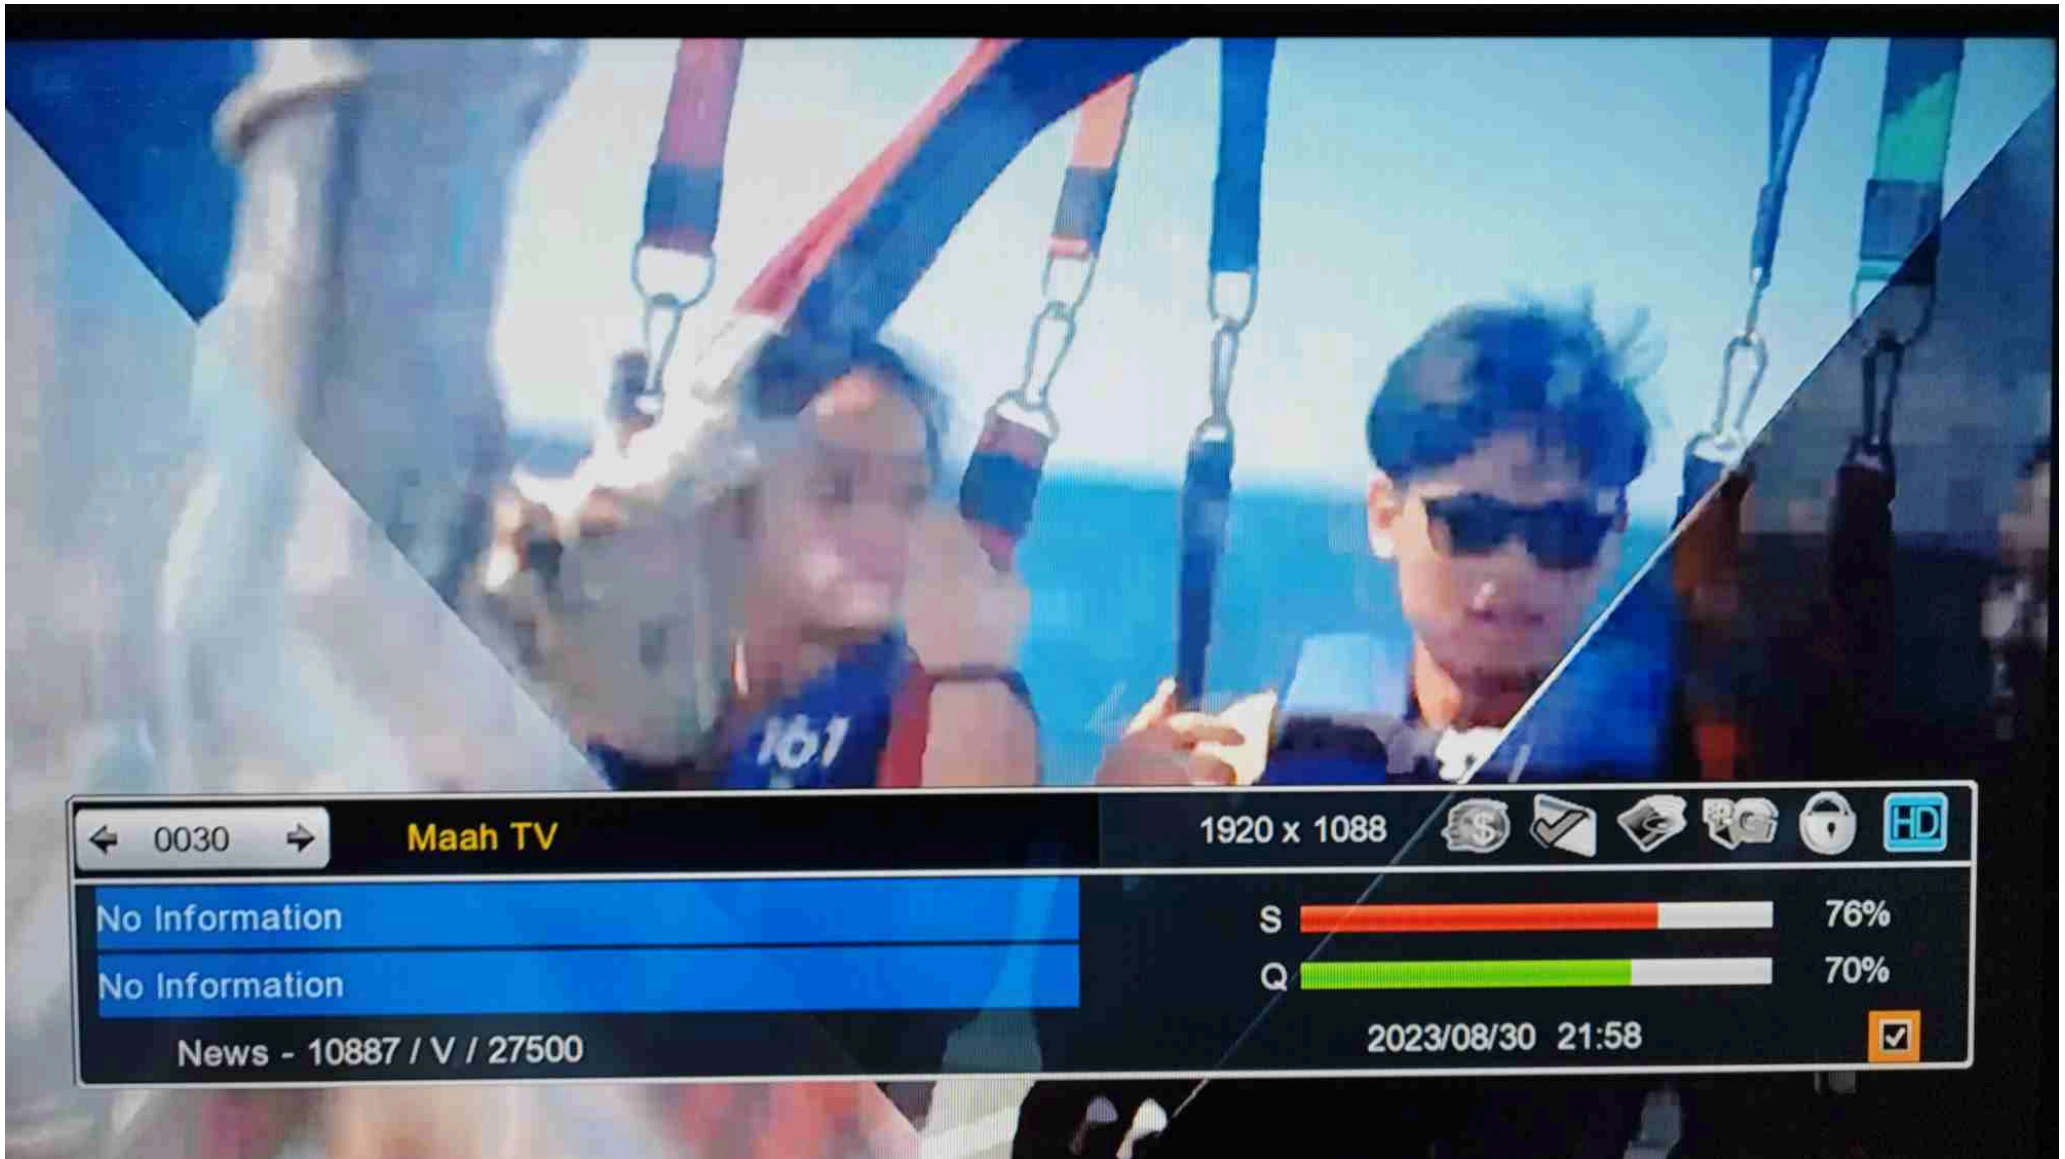 161
0030 Maah TV 1920 x 1088 HD
No Information S 76%
No Information Q 70%
News - 10887 / V / 27500 2023/08/30 21:58